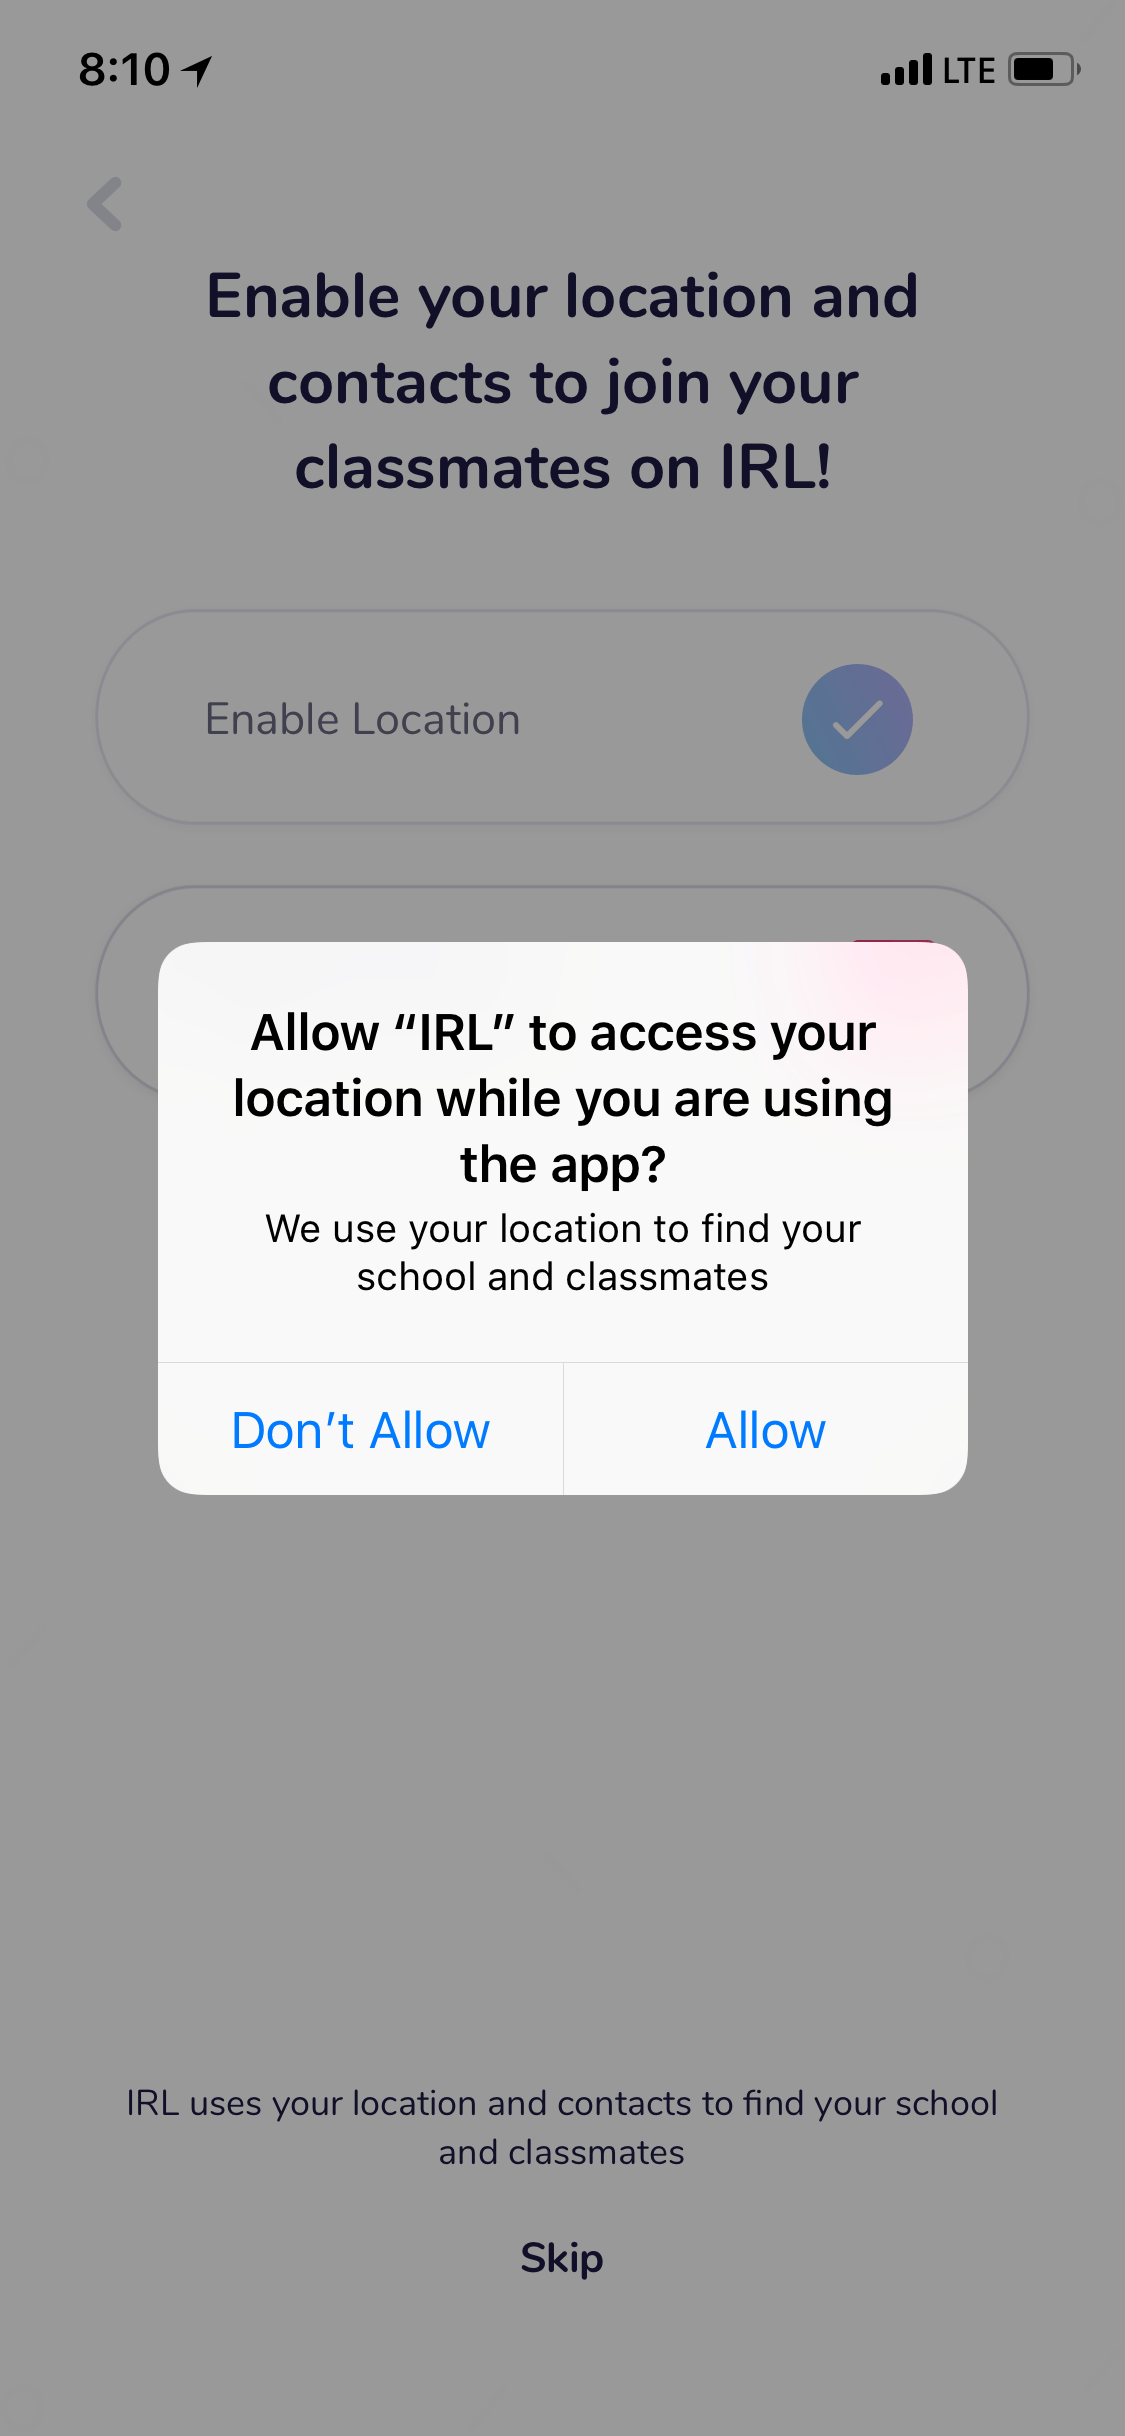 8:10
LTE
Enable your location and
contacts to join your
classmates on IRL!
Enable Location
Allow “IRL” to access your
location while you are using
the app?
We use your location to find your
school and classmates
Don’t Allow
Allow
IRL uses your location and contacts to find your school
and classmates
Skip